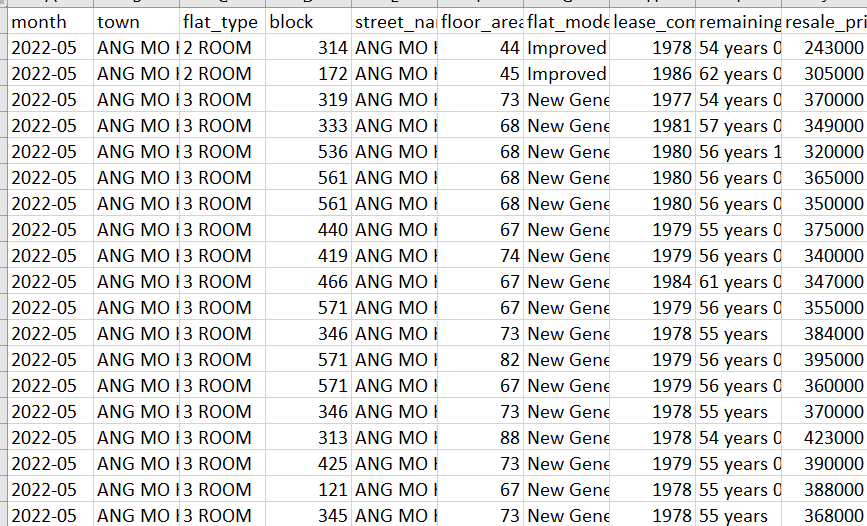 month town flat_type block street_na floor_area flat_mode lease_com remaining resale_pri
2022-05 ANG MO 2 ROOM 314 ANG MO 44 Improved 1978 54 years 0 243000
2022-05 ANG MO 2 ROOM 172 ANG MO 45 Improved 1986 62 years 0 305000
2022-05 ANG MO 3 ROOM 319 ANG MO 73 New Gene 1977 54 years 0 370000
2022-05 ANG MO 3 ROOM 333 ANG MO 68 New Gene 1981 57 years 0 349000
2022-05 ANG MO 3 ROOM 536 ANG MO 68 New Gene 1980 56 years 1 320000
2022-05 ANG MO 3 ROOM 561 ANG MO 68 New Gene 1980 56 years 0 365000
2022-05 ANG MO 3 ROOM 561 ANG MO 68 New Gene 1980 56 years 0 350000
2022-05 ANG MO 3 ROOM 440 ANG MO 67 New Gene 1979 55 years 0 375000
2022-05 ANG MO 3 ROOM 419 ANG MO 74 New Gene 1979 56 years 0 340000
2022-05 ANG MO 3 ROOM 466 ANG MO 67 New Gene 1984 61 years 0 347000
2022-05 ANG MO 3 ROOM 571 ANG MO 67 New Gene 1979 56 years 0 355000
2022-05 ANG MO 3 ROOM 346 ANG MO 73 New Gene 1978 55 years 384000
2022-05 ANG MO 3 ROOM 571 ANG MO 82 New Gene 1979 56 years 0 395000
2022-05 ANG MO 3 ROOM 571 ANG MO 67 New Gene 1979 56 years 0 360000
2022-05 ANG MO 3 ROOM 346 ANG MO 73 New Gene 1978 55 years 370000
2022-05 ANG MO 3 ROOM 313 ANG MO 88 New Gene 1978 54 years 0 423000
2022-05 ANG MO 3 ROOM 425 ANG MO 73 New Gene 1979 55 years 0 390000
2022-05 ANG MO 3 ROOM 121 ANG MO 67 New Gene 1978 55 years 0 388000
2022-05 ANG MO 3 ROOM 345 ANG MO 73 New Gene 1978 55 years 368000